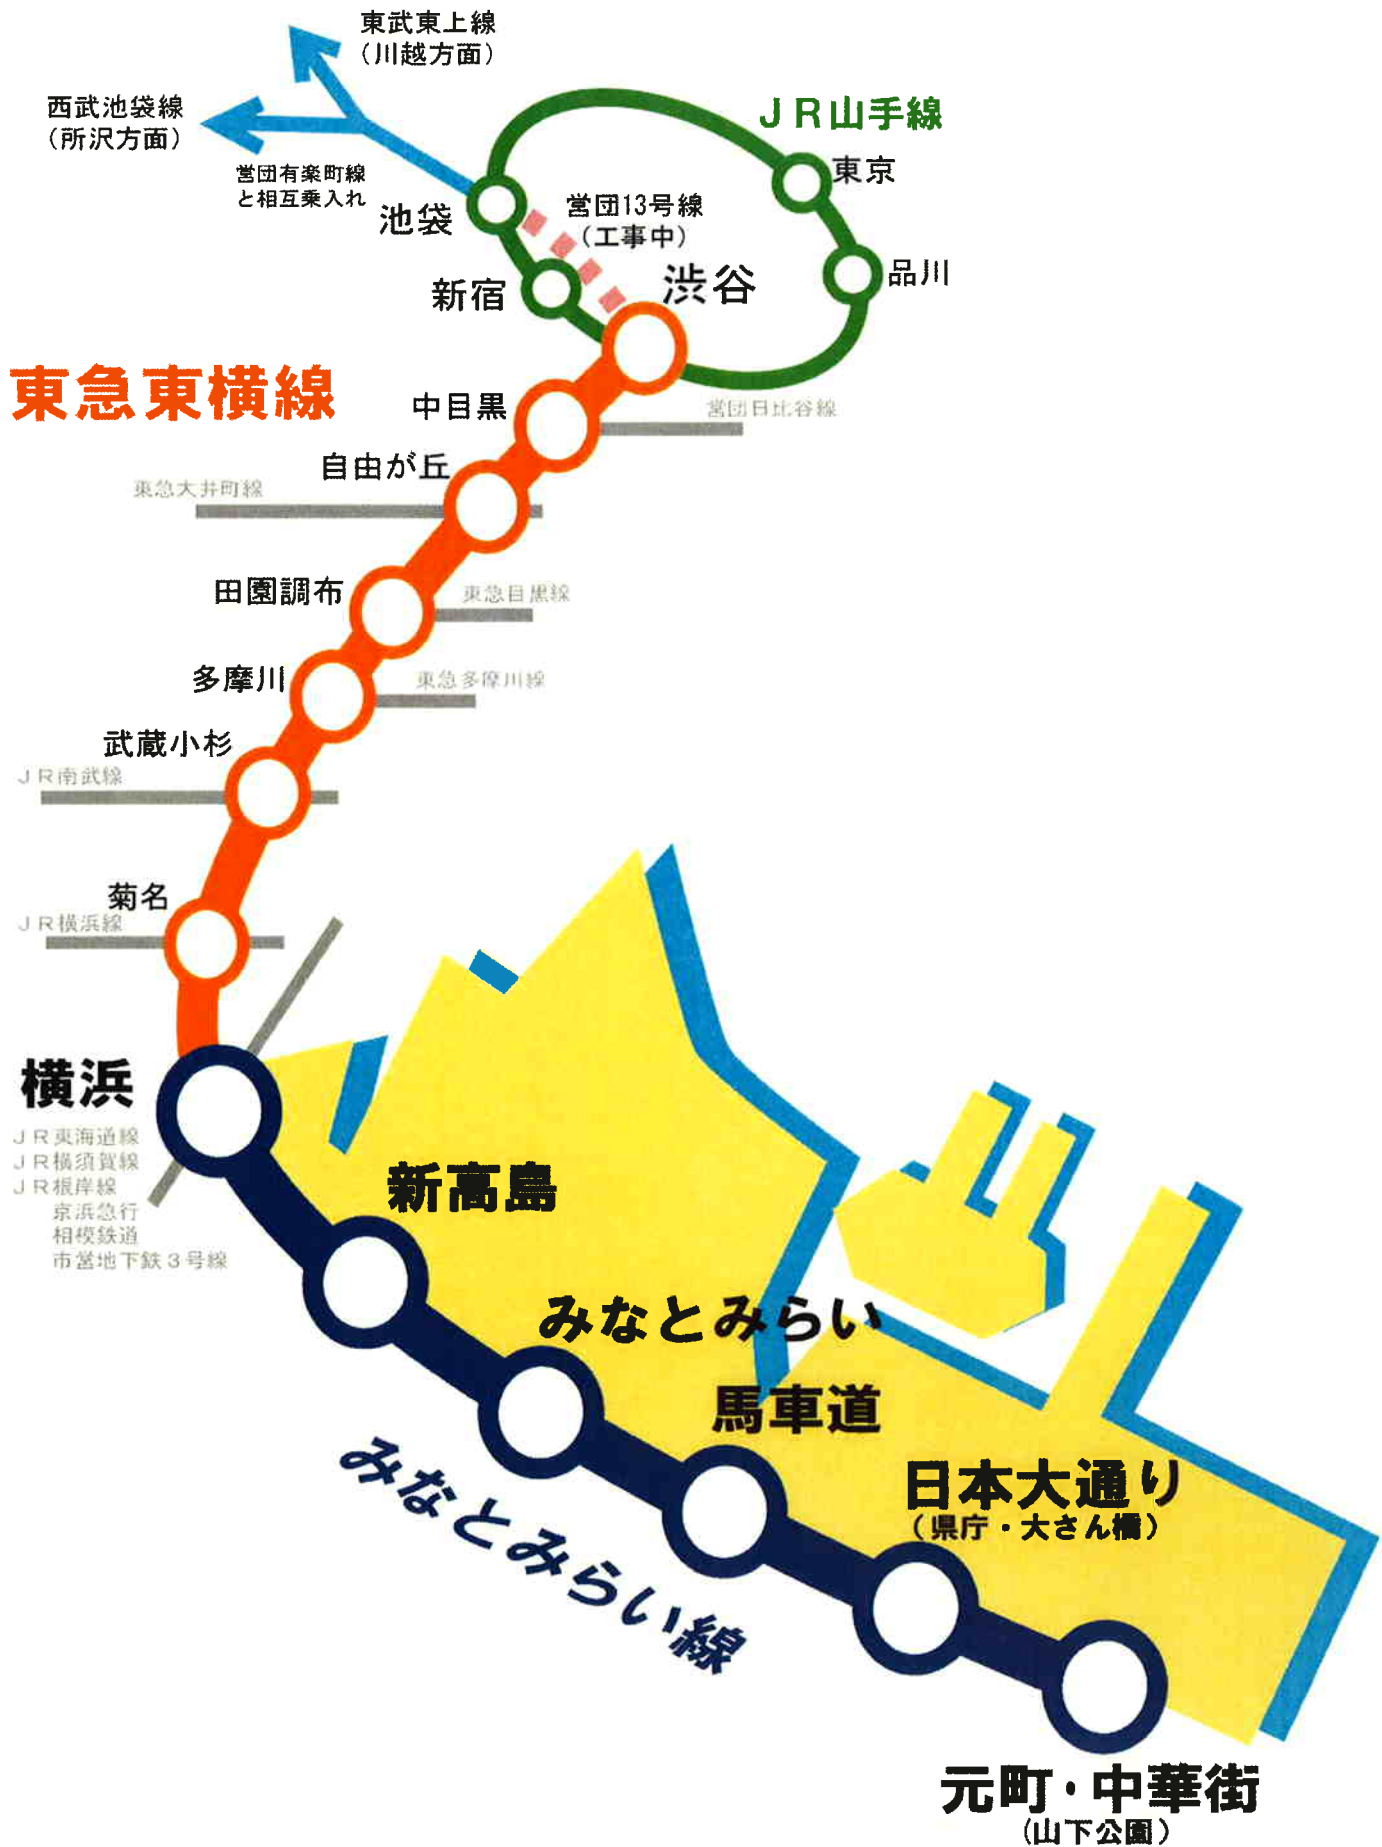 東武東上線
（川越方面）
西武池袋線
（所沢方面）
営団有楽町線
と相互乗入れ
ＪＲ山手線
東京
池袋
営団13号線
（工事中）
品川
新宿
渋谷
東急東横線
中目黒
営団日比谷線
自由が丘
東急大井町線
田園調布
東急目黒線
多摩川
東急多摩川線
武蔵小杉
ＪＲ南武線
菊名
ＪＲ横浜線
横浜
ＪＲ東海道線
ＪＲ横須賀線
ＪＲ根岸線
京浜急行
相模鉄道
市営地下鉄３号線
新高島
みなとみらい
馬車道
日本大通り
（県庁・大さん橋）
みなとみらい線
元町・中華街
（山下公園）